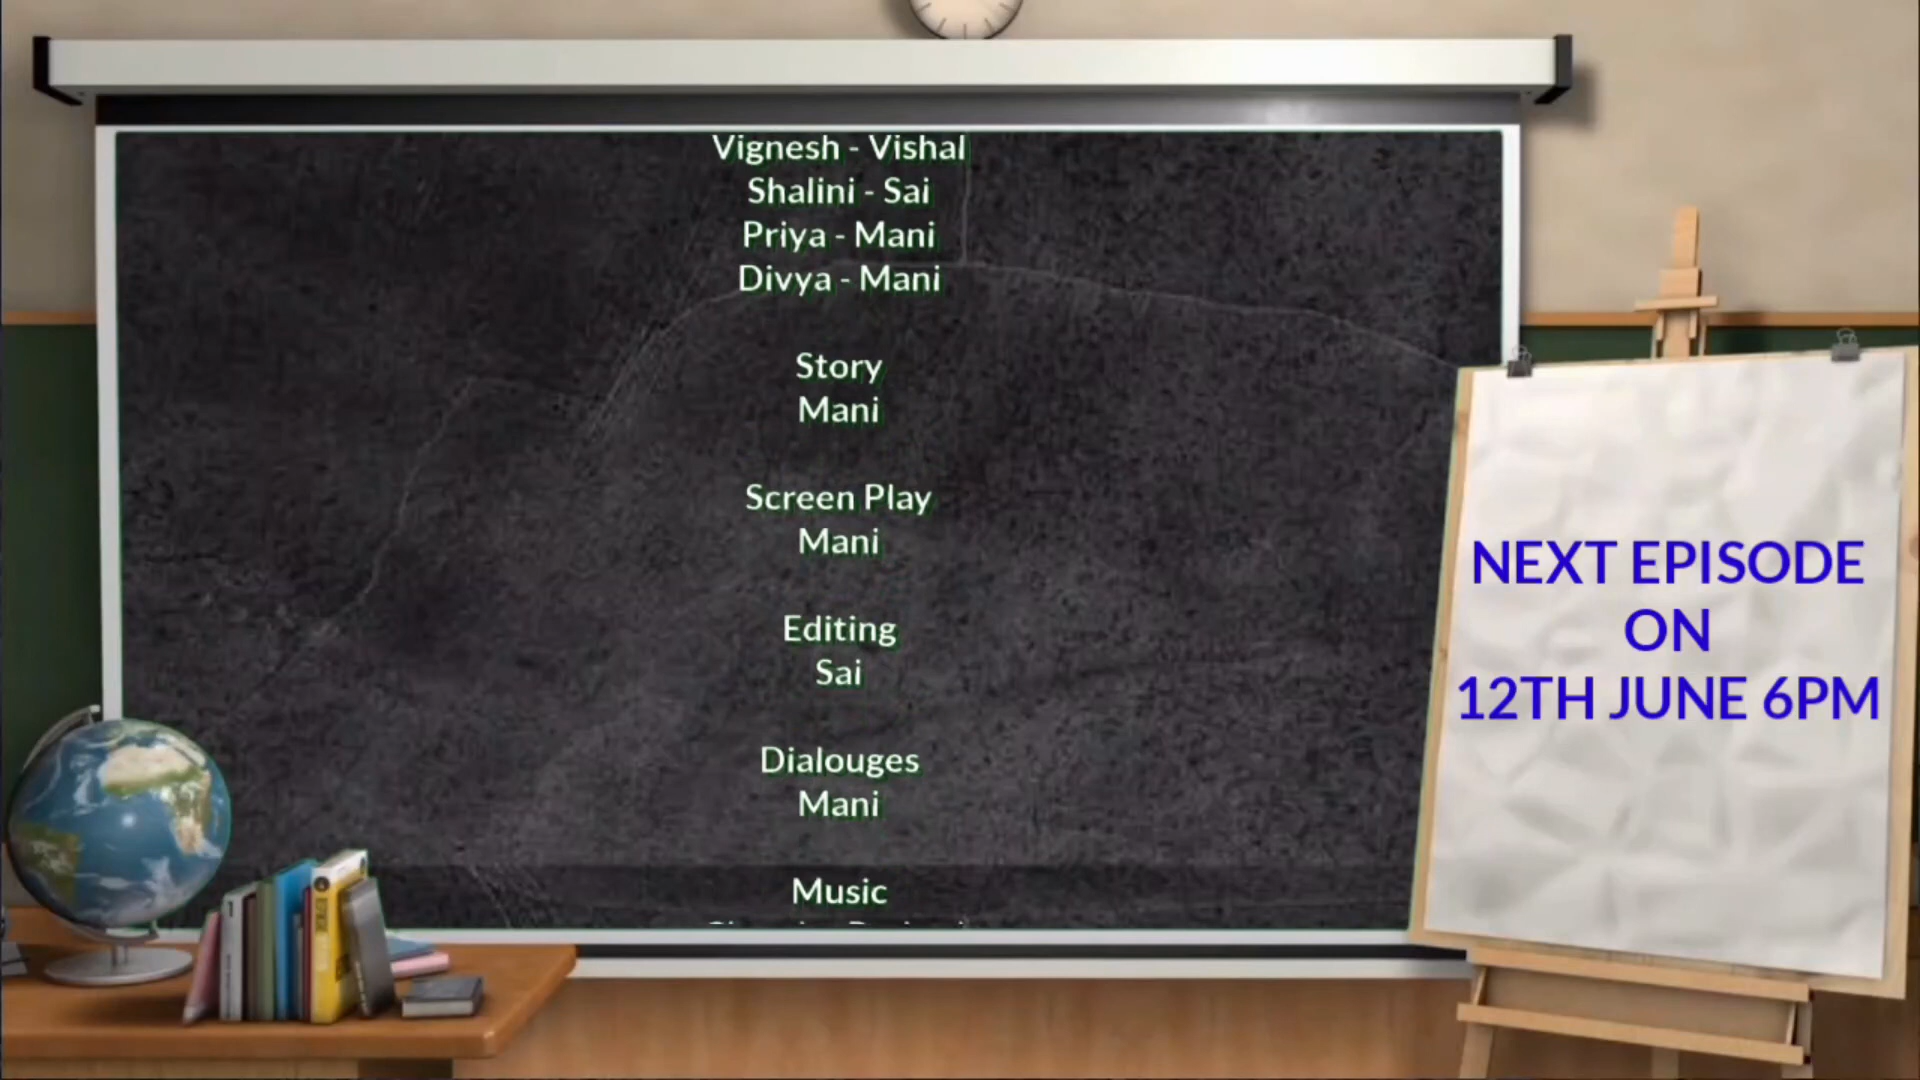 Vignesh - Vishal
Shalini - Sai
Priya - Mani
Divya - Mani
Story
Mani
Screen Play
Mani
Editing
Sai
Dialouges
Mani
Music
NEXT EPISODE
ON
12TH JUNE 6PM